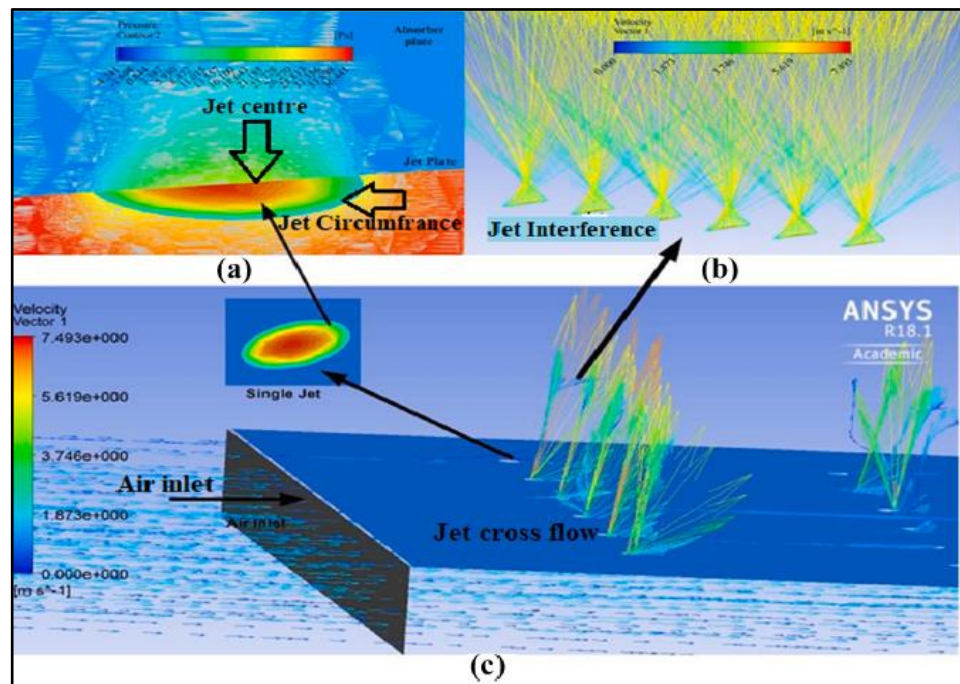 Pressure
Contour 2
[Pa]
Absorber
plate
Jet centre
Jet Plate
Jet Circumfrance
(a)
Velocity
Vector 1
[m s^-1]
0.000
1.873
3.746
5.619
7.493
Jet Interference
(b)
Velocity
Vector 1
7.493e+000
5.619e+000
3.746e+000
1.873e+000
0.000e+000
[m s^-1]
Single Jet
ANSYS
R18.1
Academic
Air inlet
Air Inlet
Jet cross flow
(c)